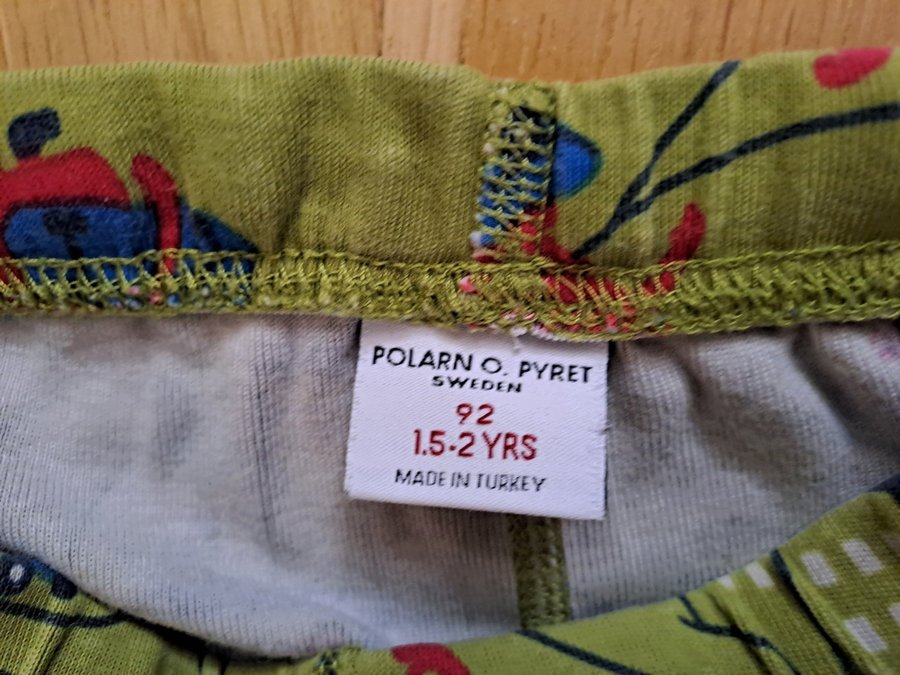 POLARN O. PYRET
SWEDEN
92
1.5-2 YRS
MADE IN TURKEY